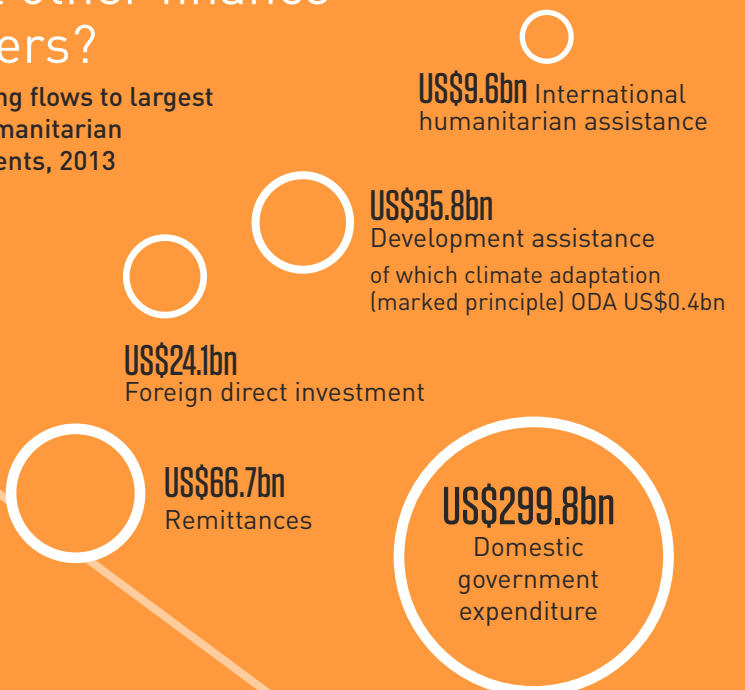 other finance
ers?
ng flows to largest
manitarian
ents, 2013
US$9.6bn International
humanitarian assistance
US$35.8bn
Development assistance
of which climate adaptation
(marked principle) ODA US$0.4bn
US$24.1bn
Foreign direct investment
US$66.7bn
Remittances
US$299.8bn
Domestic
government
expenditure